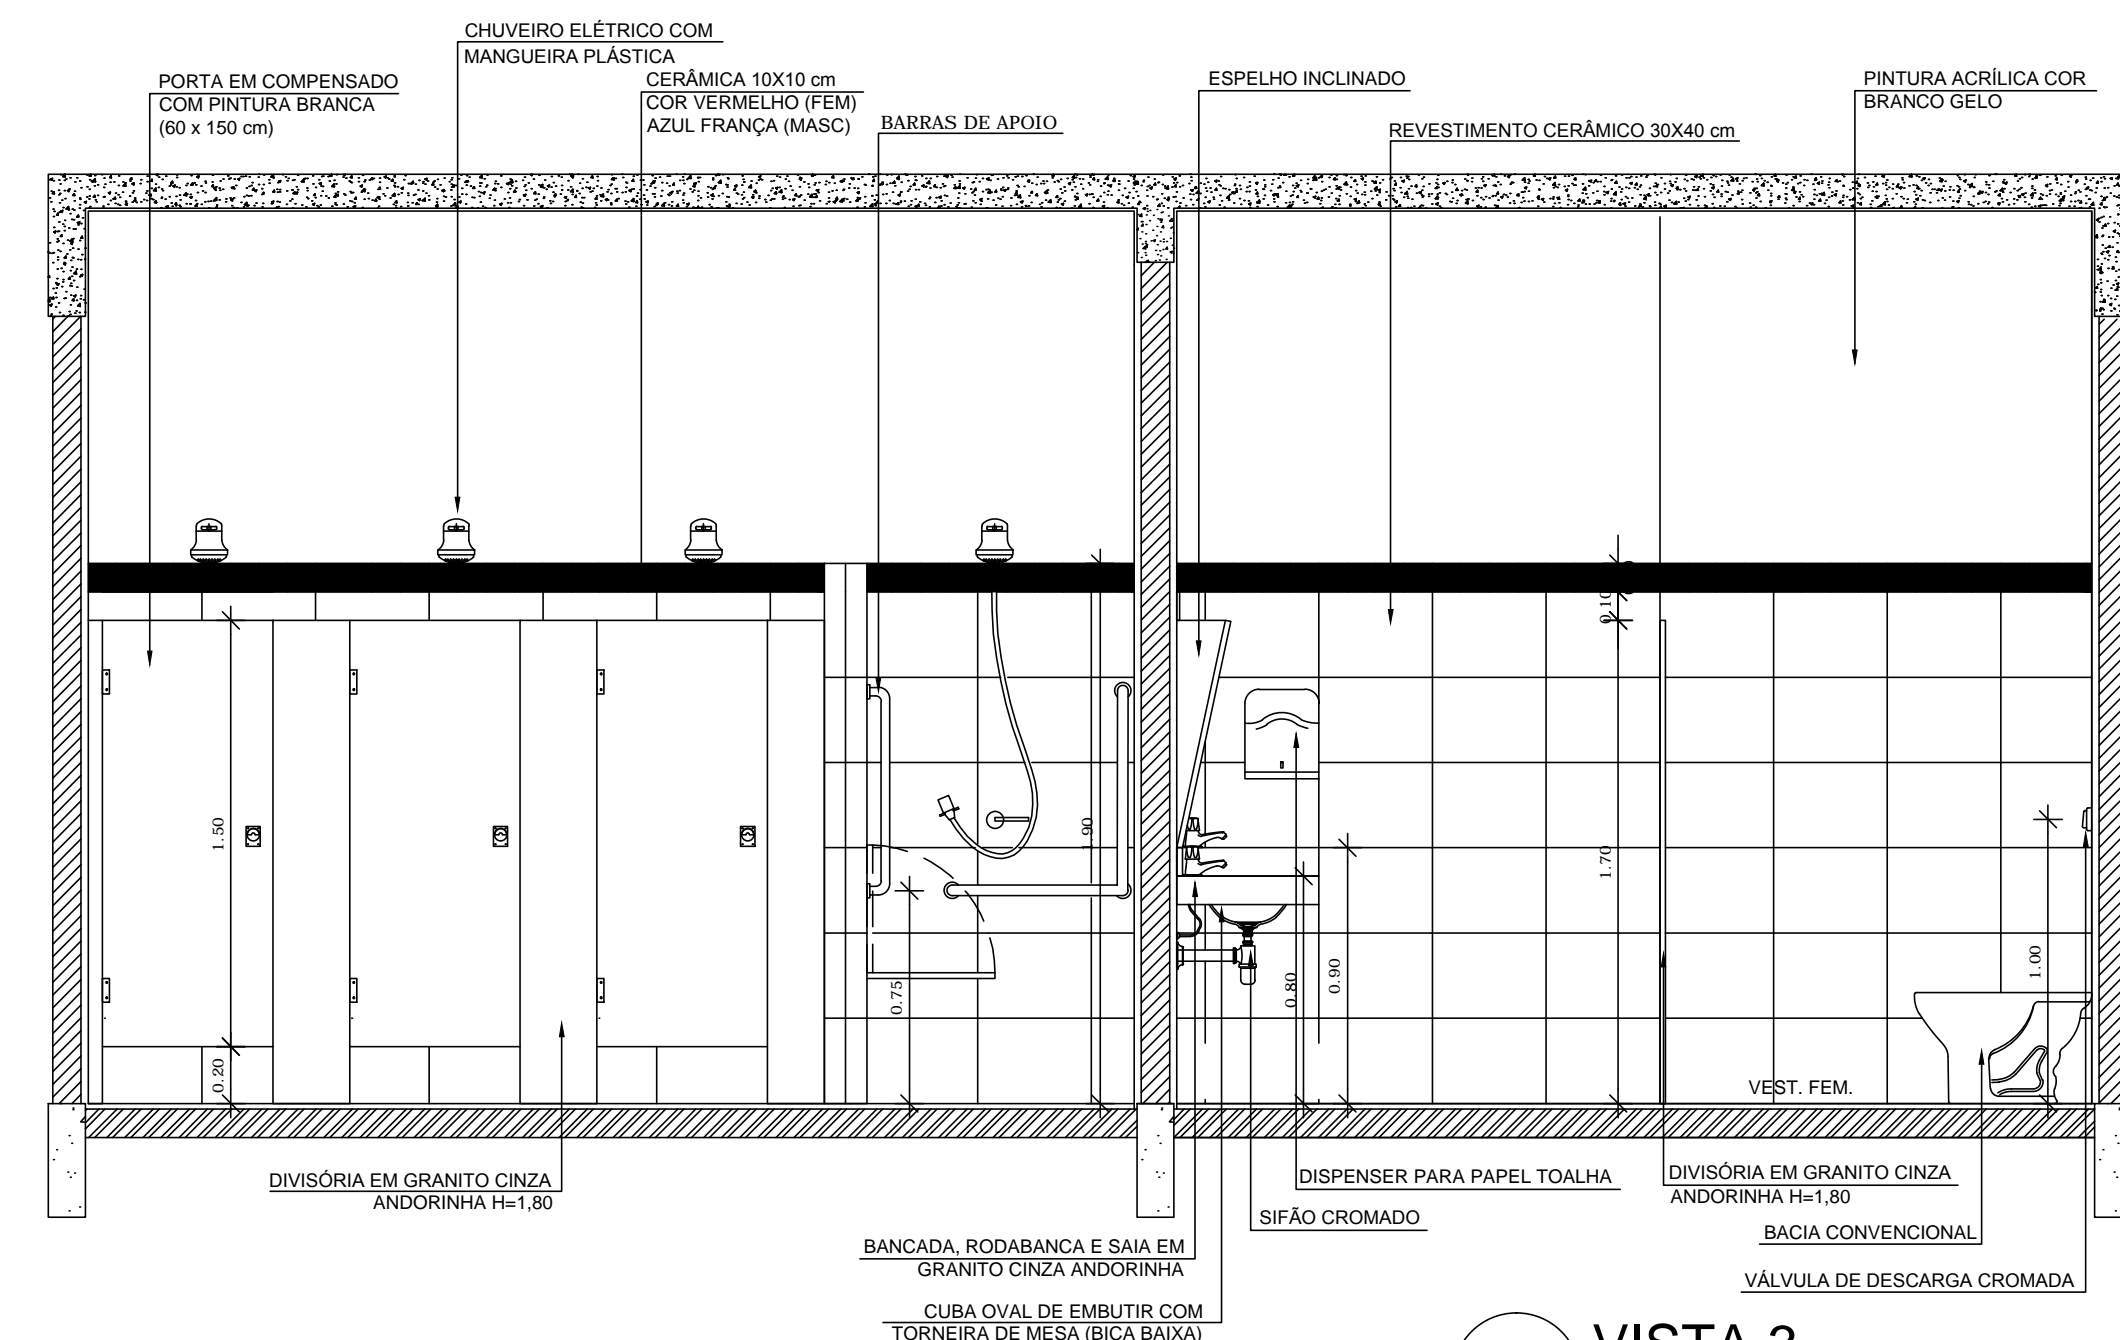 CHUVEIRO ELÉTRICO COM
MANGUEIRA PLÁSTICA
PORTA EM COMPENSADO
COM PINTURA BRANCA
(60 x 150 cm)
CERÂMICA 10X10 cm
COR VERMELHO (FEM)
AZUL FRANÇA (MASC)
BARRAS DE APOIO
ESPELHO INCLINADO
REVESTIMENTO CERÂMICO 30X40 cm
PINTURA ACRÍLICA COR
BRANCO GELO
1.50
0.20
0.75
1.90
0.80
0.90
0.10
1.70
1.00
VEST. FEM.
DIVISÓRIA EM GRANITO CINZA
ANDORINHA H=1,80
BANCADA, RODABANCA E SAIA EM
GRANITO CINZA ANDORINHA
CUBA OVAL DE EMBUTIR COM
TORNEIRA DE MESA (BICA BAIXA)
DISPENSER PARA PAPEL TOALHA
SIFÃO CROMADO
DIVISÓRIA EM GRANITO CINZA
ANDORINHA H=1,80
BACIA CONVENCIONAL
VÁLVULA DE DESCARGA CROMADA
VISTA